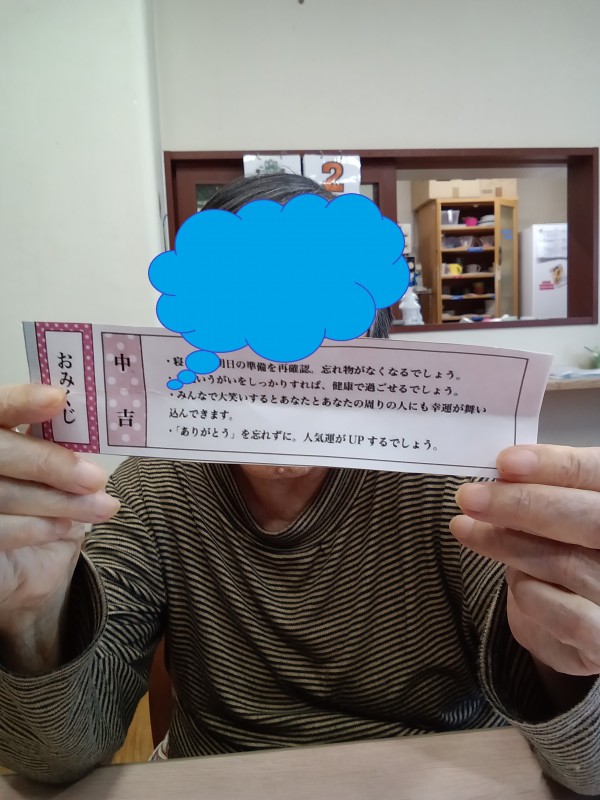 2
おみくじ
中吉
・寝 日の準備を再確認。忘れ物がなくなるでしょう。
いうがいをしっかりすれば、健康で過ごせるでしょう。
・みんなで大笑いするとあなたとあなたの周りの人にも幸運が舞い
込んできます。
・「ありがとう」を忘れずに。人気運がUPするでしょう。